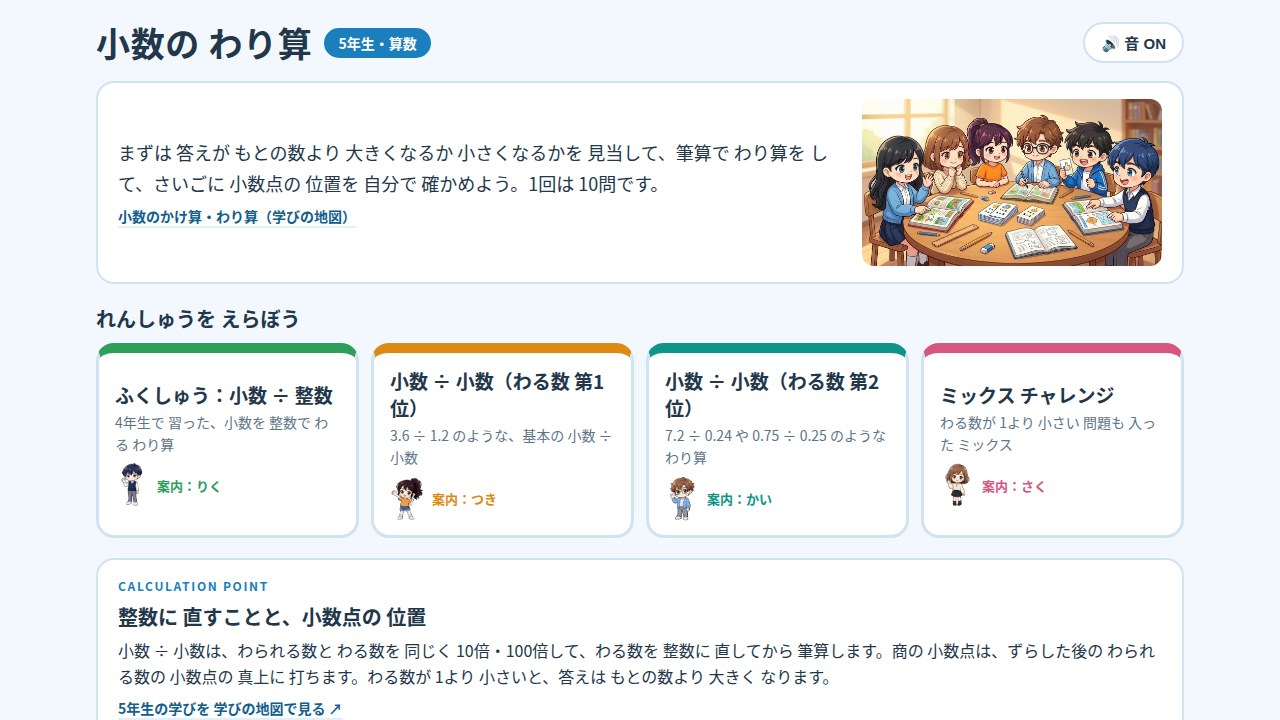 小数の わり算
5年生・算数
🔊 音 ON
まずは 答えが もとの数より 大きくなるか 小さくなるかを 見当して、筆算で わり算を し
て、さいごに 小数点の 位置を 自分で 確かめよう。1回は 10問です。
小数のかけ算・わり算（学びの地図）
れんしゅうを えらぼう
ふくしゅう：小数 ÷ 整数
4年生で 習った、小数を 整数で わ
る わり算
案内：りく
小数 ÷ 小数（わる数 第1
位）
3.6 ÷ 1.2 のような、基本の 小数 ÷
小数
案内：つき
小数 ÷ 小数（わる数 第2
位）
7.2 ÷ 0.24 や 0.75 ÷ 0.25 のような
わり算
案内：かい
ミックス チャレンジ
わる数が 1より 小さい 問題も 入っ
た ミックス
案内：さく
CALCULATION POINT
整数に 直すことと、小数点の 位置
小数 ÷ 小数は、わられる数と わる数を 同じく 10倍・100倍して、わる数を 整数に 直してから 筆算します。商の 小数点は、ずらした後の わられ
る数の 小数点の 真上に 打ちます。わる数が 1より 小さいと、答えは もとの数より 大きく なります。
5年生の学びを 学びの地図で見る ↗